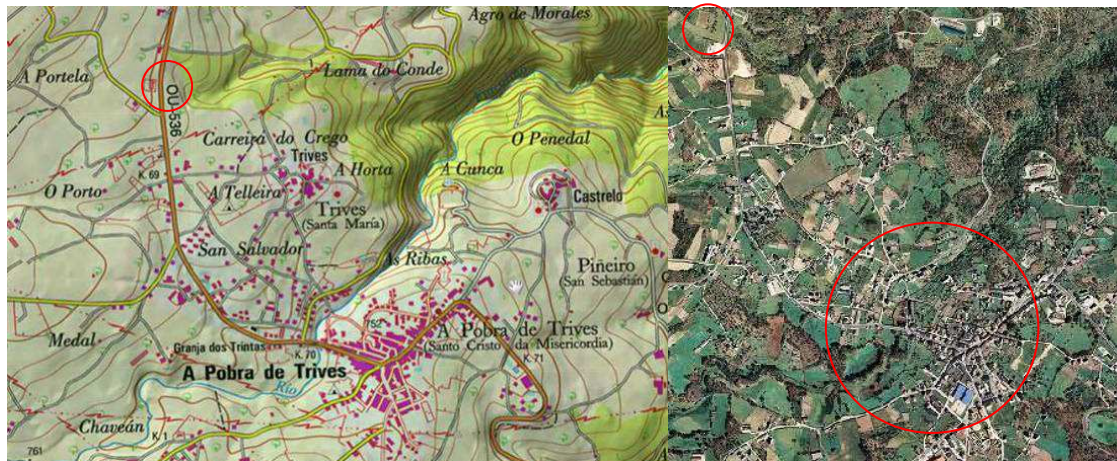 Agro de Morales
A Portela
Lama do Conde
OU-536
O Penedal
Carreira do Crego
Trives
A Horta
A Cunca
K. 69
O Porto
A Telleira
Castrelo
Trives
(Santa María)
San Salvador
As Ribas
Piñeiro
(San Sebastián)
752
A Pobra de Trives
(Santo Cristo da Misericordia)
Medal
Granja dos Trintas
K. 70
K. 71
A Pobra de Trives
Río
Chaveán
K. 1
761